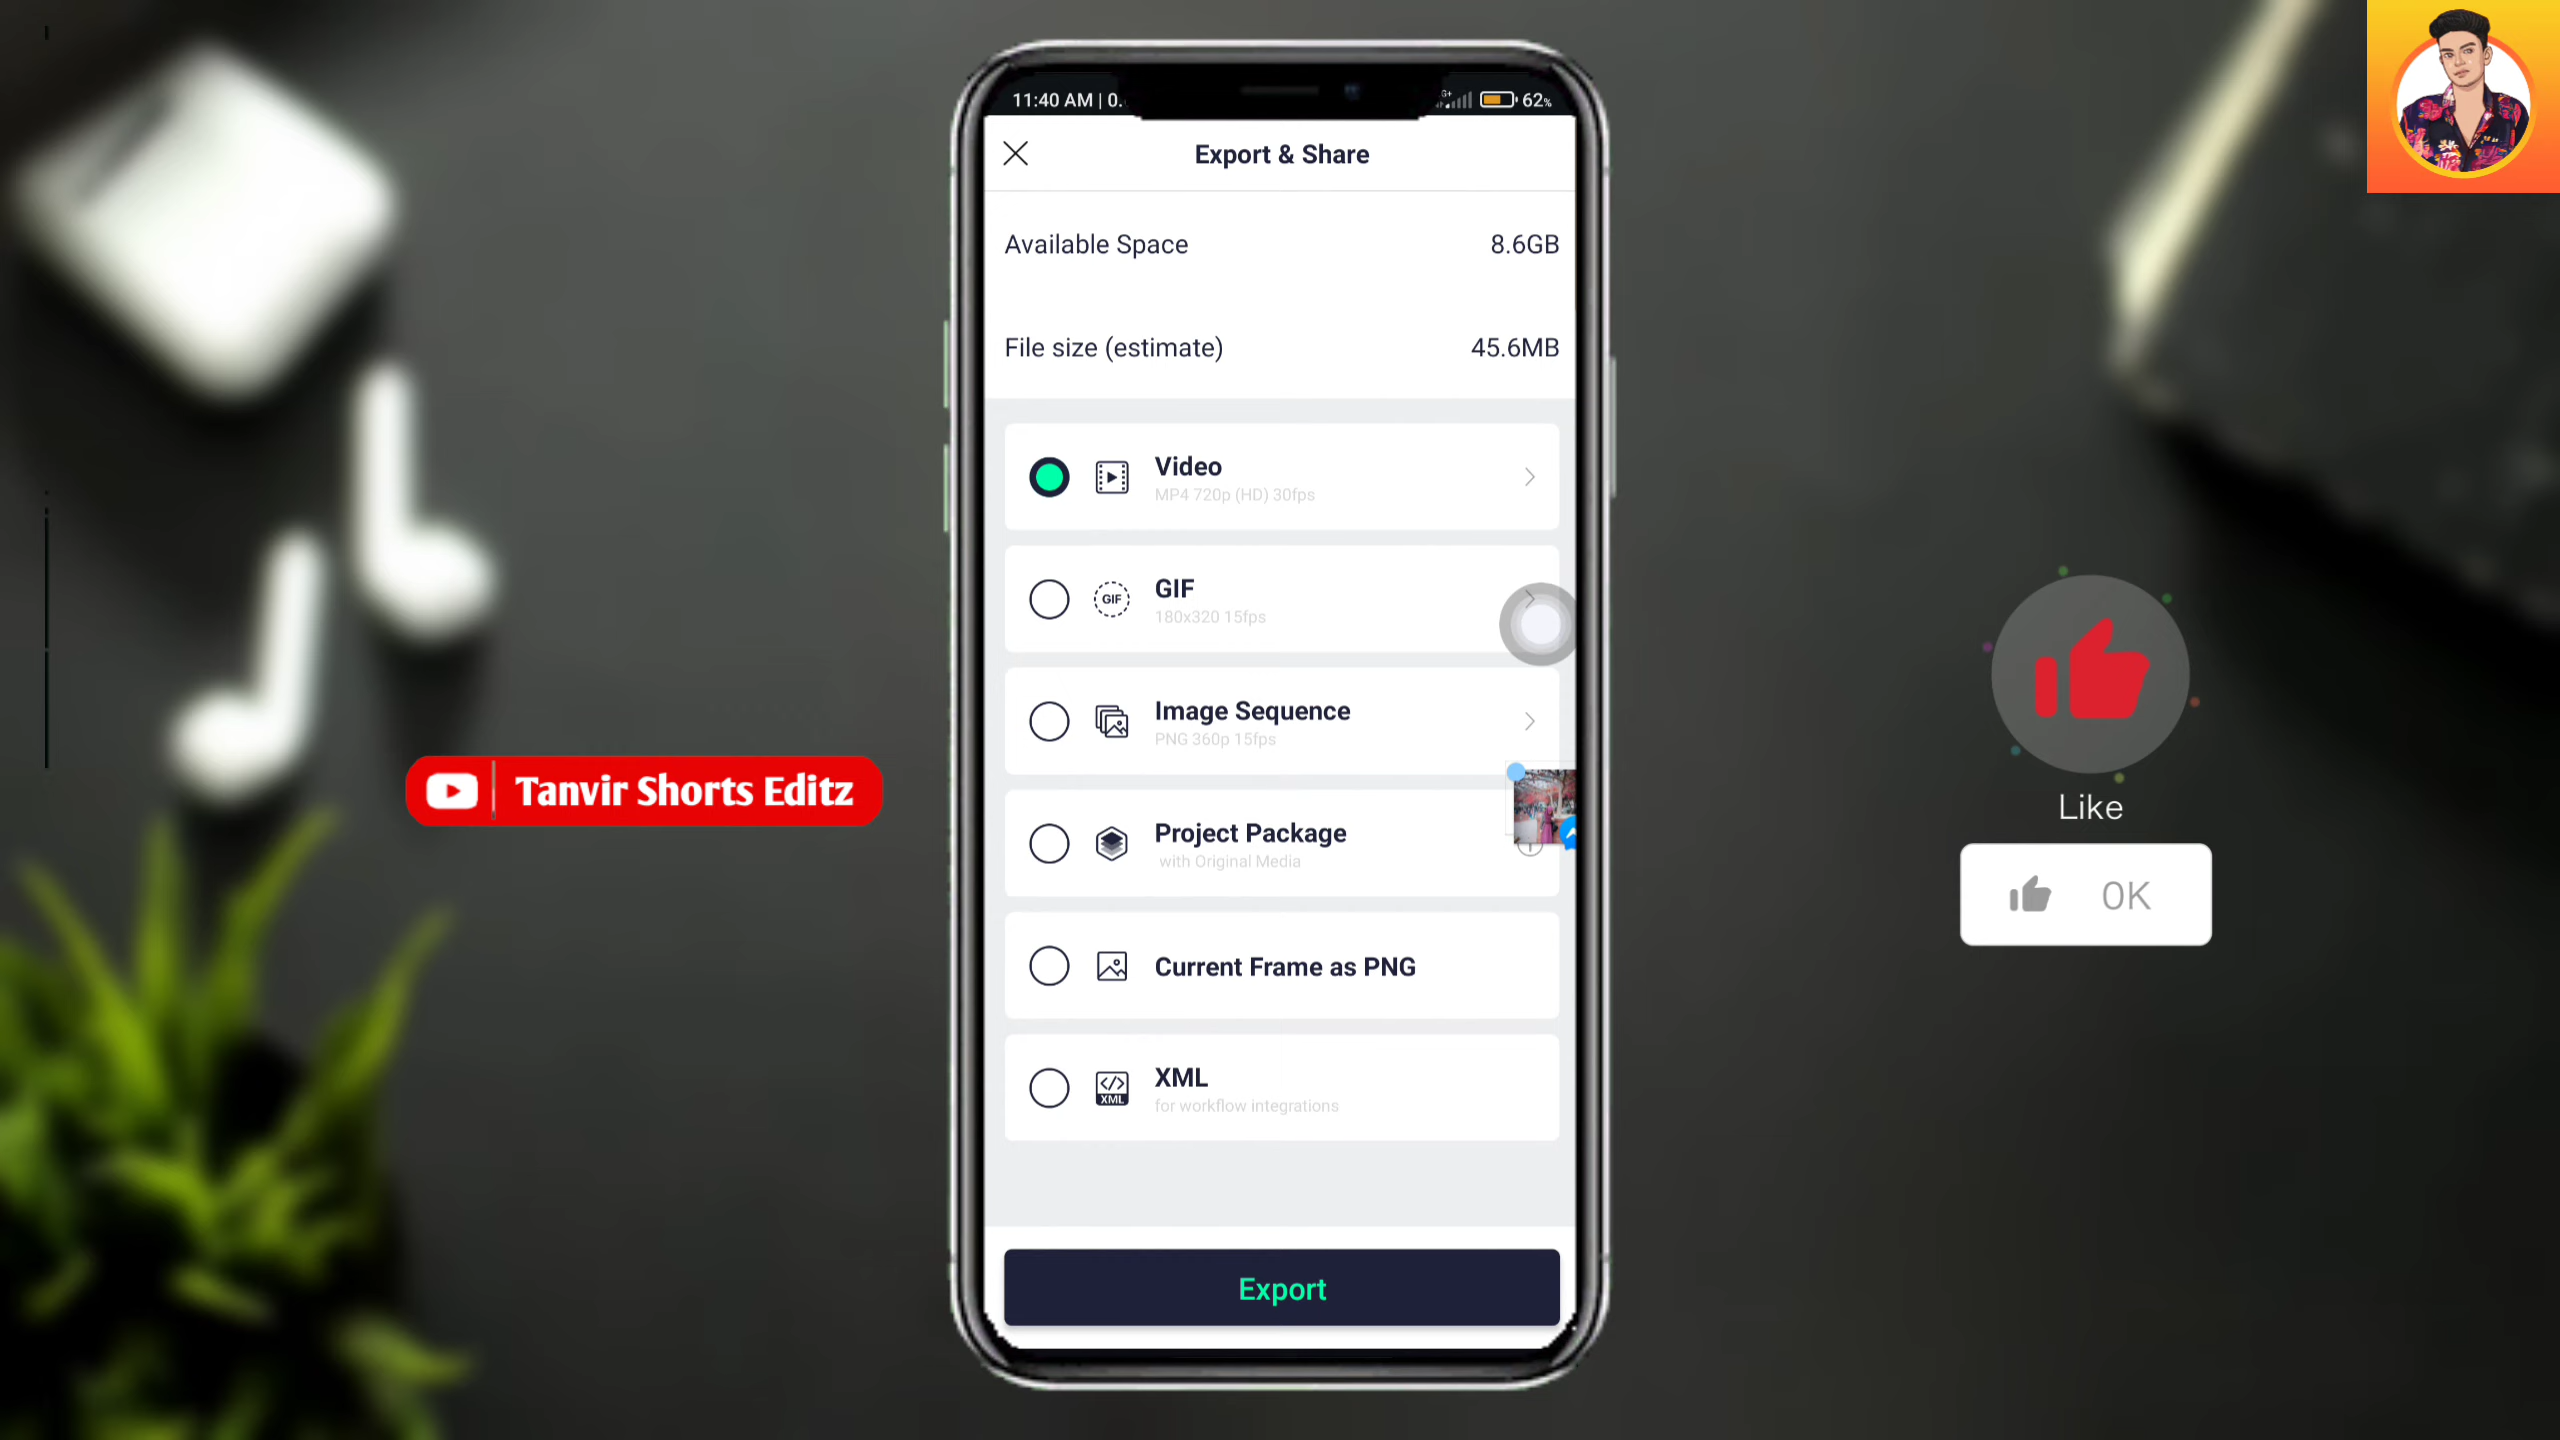 11:40 AM | 0.
62%
Export & Share
Available Space
8.6GB
File size (estimate)
45.6MB
Video
MP4 720p (HD) 30fps
GIF
GIF
180x320 15fps
Image Sequence
PNG 360p 15fps
Project Package
with Original Media
Current Frame as PNG
XML
XML
for workflow integrations
Export
Tanvir Shorts Editz
Like
0K